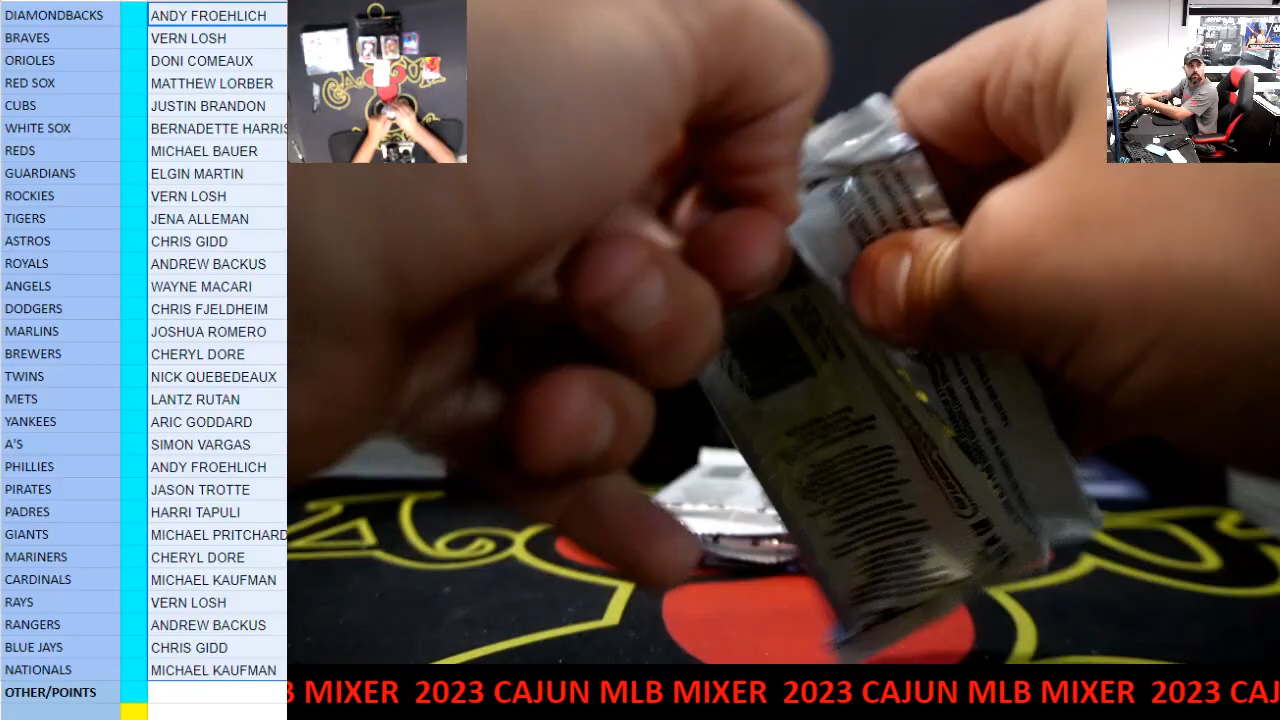 DIAMONDBACKS ANDY FROEHLICH
BRAVES VERN LOSH
ORIOLES DONI COMEAUX
RED SOX MATTHEW LORBER
CUBS JUSTIN BRANDON
WHITE SOX BERNADETTE HARRIS
REDS MICHAEL BAUER
GUARDIANS ELGIN MARTIN
ROCKIES VERN LOSH
TIGERS JENA ALLEMAN
ASTROS CHRIS GIDD
ROYALS ANDREW BACKUS
ANGELS WAYNE MACARI
DODGERS CHRIS FJELDHEIM
MARLINS JOSHUA ROMERO
BREWERS CHERYL DORE
TWINS NICK QUEBEDEAUX
METS LANTZ RUTAN
YANKEES ARIC GODDARD
A'S SIMON VARGAS
PHILLIES ANDY FROEHLICH
PIRATES JASON TROTTE
PADRES HARRI TAPULI
GIANTS MICHAEL PRITCHARD
MARINERS CHERYL DORE
CARDINALS MICHAEL KAUFMAN
RAYS VERN LOSH
RANGERS ANDREW BACKUS
BLUE JAYS CHRIS GIDD
NATIONALS MICHAEL KAUFMAN
OTHER/POINTS
B MIXER 2023 CAJUN MLB MIXER 2023 CAJUN MLB MIXER 2023 CAJ